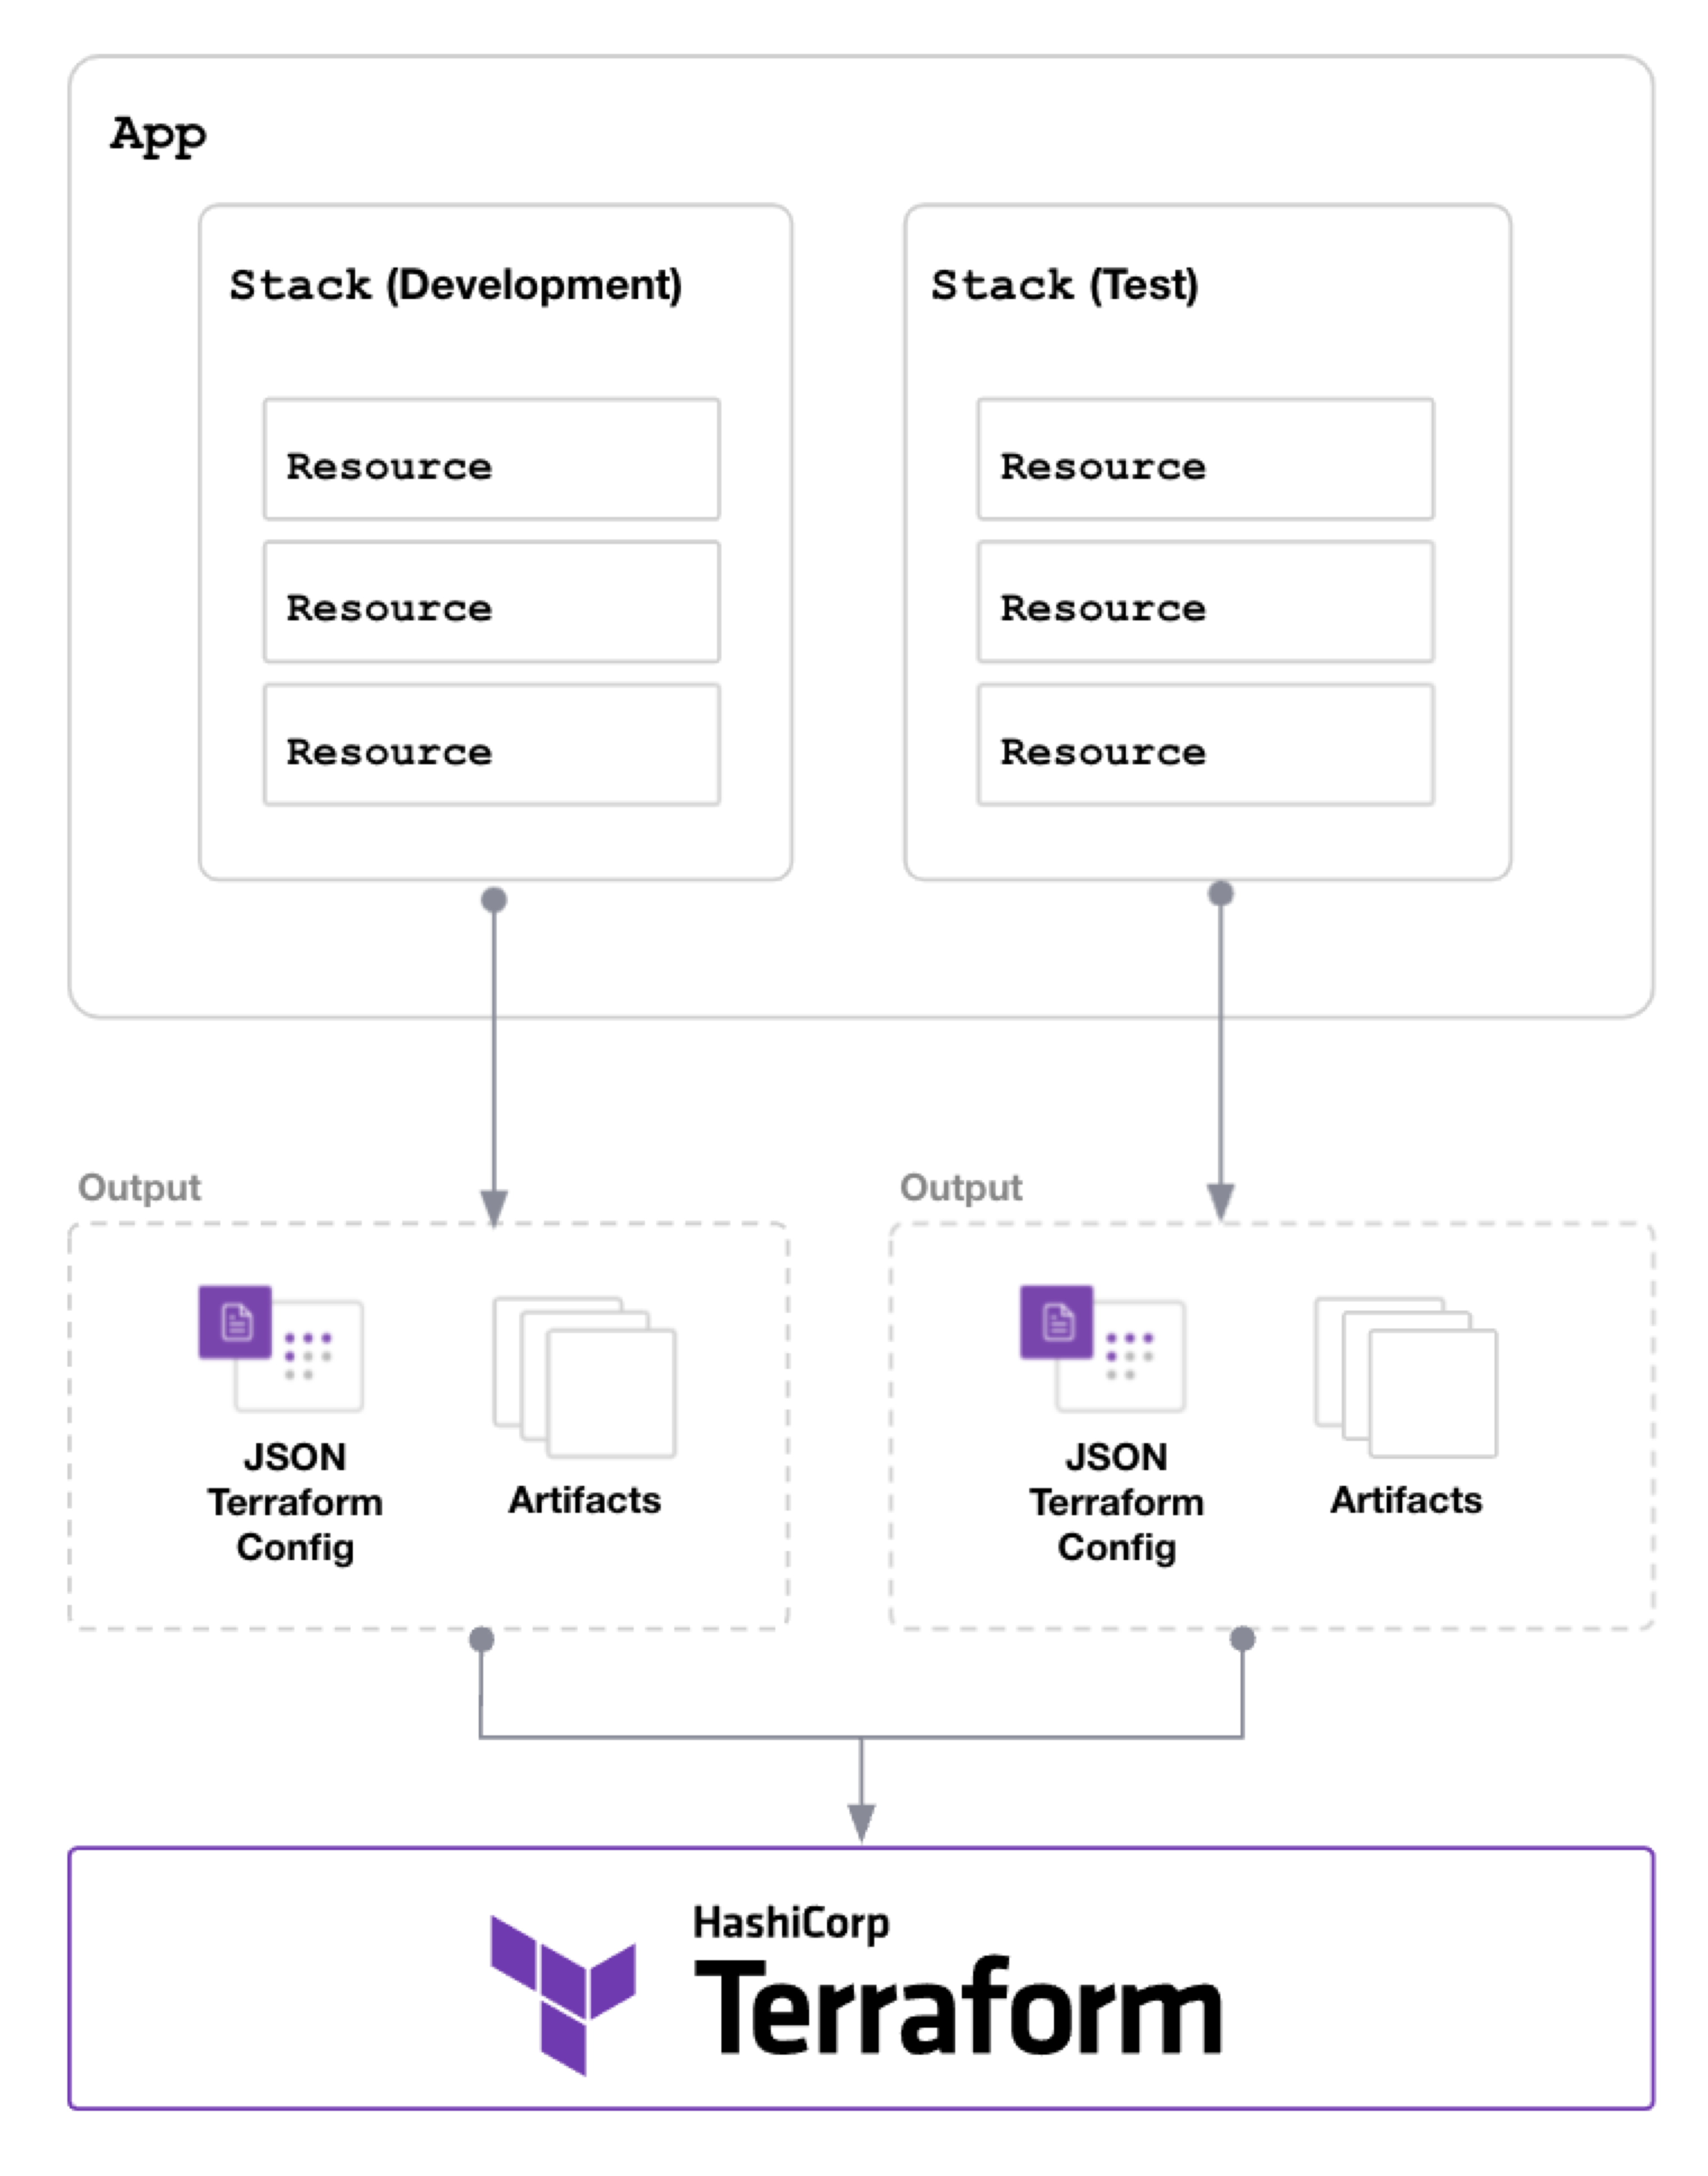 App
Stack (Development)
Resource
Resource
Resource
Stack (Test)
Resource
Resource
Resource
Output
JSON
Terraform
Config
Artifacts
Output
JSON
Terraform
Config
Artifacts
HashiCorp
Terraform